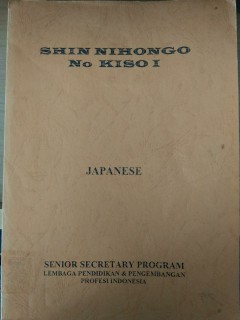 SHIN NIHONGO
No KISO I
JAPANESE
SENIOR SECRETARY PROGRAM
LEMBAGA PENDIDIKAN & PENGEMBANGAN
PROFESI INDONESIA